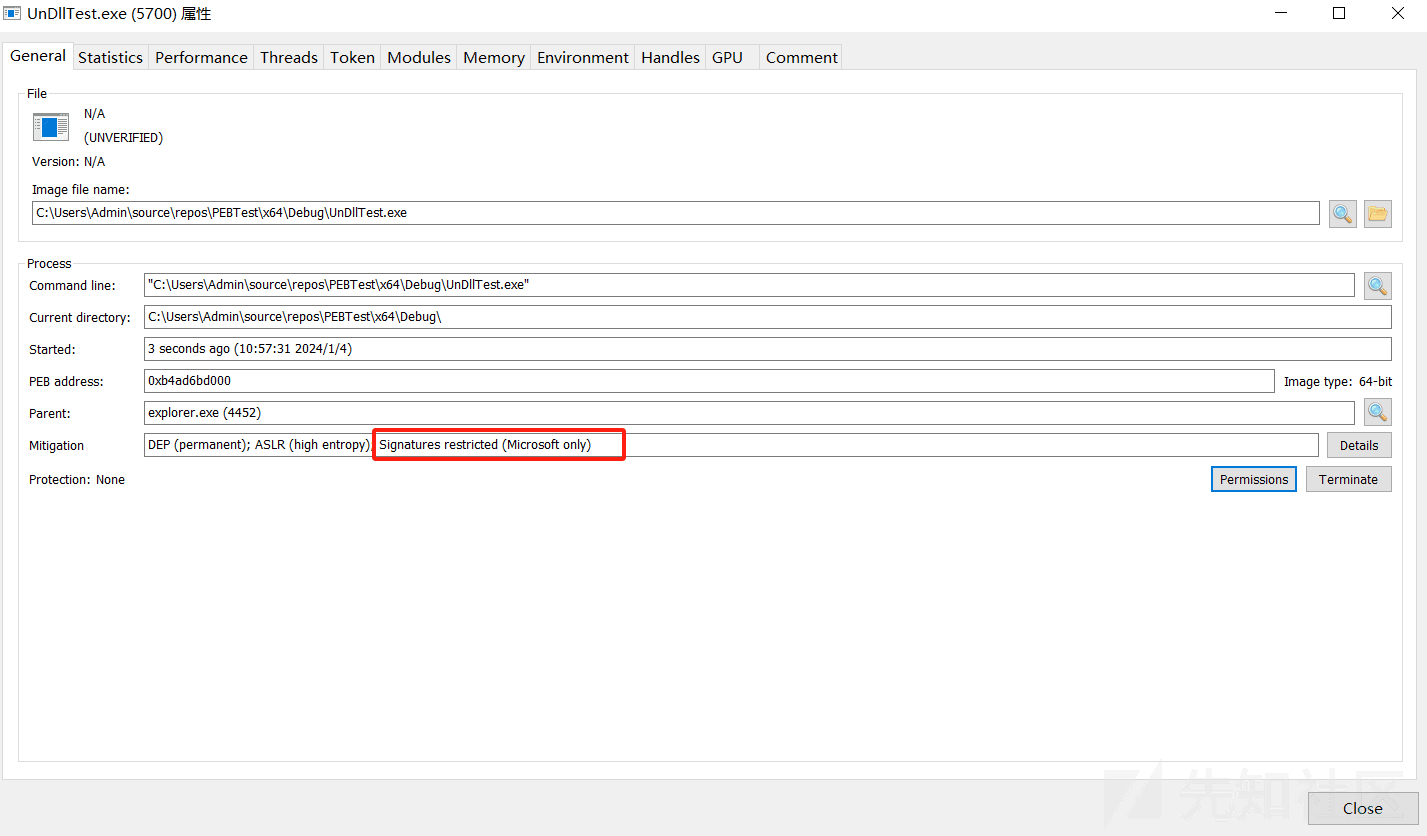 UnDllTest.exe (5700) 属性
General Statistics Performance Threads Token Modules Memory Environment Handles GPU Comment
File
N/A
(UNVERIFIED)
Version: N/A
Image file name:
C:\Users\Admin\source\repos\PEBTest\x64\Debug\UnDllTest.exe
Process
Command line: "C:\Users\Admin\source\repos\PEBTest\x64\Debug\UnDllTest.exe"
Current directory: C:\Users\Admin\source\repos\PEBTest\x64\Debug\
Started: 3 seconds ago (10:57:31 2024/1/4)
PEB address: 0xb4ad6bd000 Image type: 64-bit
Parent: explorer.exe (4452)
Mitigation DEP (permanent); ASLR (high entropy); Signatures restricted (Microsoft only) Details
Protection: None Permissions Terminate
先知社区
Close